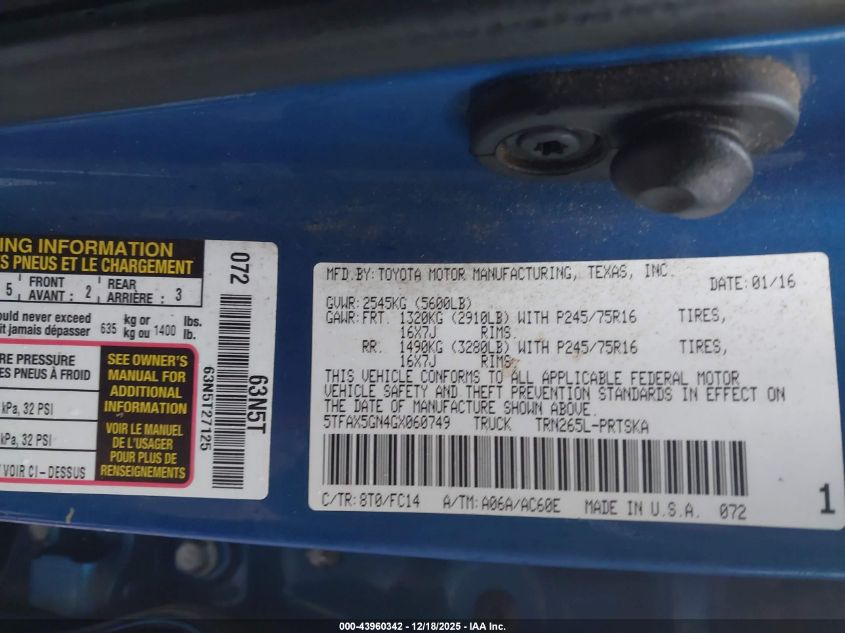 ING INFORMATION
S PNEUS ET LE CHARGEMENT
5 FRONT AVANT : 2 REAR ARRIÈRE : 3
ould never exceed kg or lbs.
it jamais dépasser 635 kg ou 1400 lb.
RE PRESSURE
ES PNEUS À FROID
kPa, 32 PSI
kPa, 32 PSI
VOIR CI-DESSUS
SEE OWNER'S
MANUAL FOR
ADDITIONAL
INFORMATION
VOIR LE MANUEL
DE L'USAGER
POUR PLUS DE
RENSEIGNEMENTS
072
63N5T
63N5T27125
MFD.BY:TOYOTA MOTOR MANUFACTURING, TEXAS, INC. DATE:01/16
GVWR:2545KG (5600LB)
GAWR:FRT. 1320KG (2910LB) WITH P245/75R16 TIRES,
16X7J RIMS,
RR. 1490KG (3280LB) WITH P245/75R16 TIRES,
16X7J RIMS.
THIS VEHICLE CONFORMS TO ALL APPLICABLE FEDERAL MOTOR
VEHICLE SAFETY AND THEFT PREVENTION STANDARDS IN EFFECT ON
THE DATE OF MANUFACTURE SHOWN ABOVE.
5TFAX5GN4GX060749 TRUCK TRN265L-PRTSKA
C/TR:8T0/FC14 A/TM:A06A/AC60E MADE IN U.S.A. 072
1
000-43960342 - 12/18/2025 - IAA Inc.